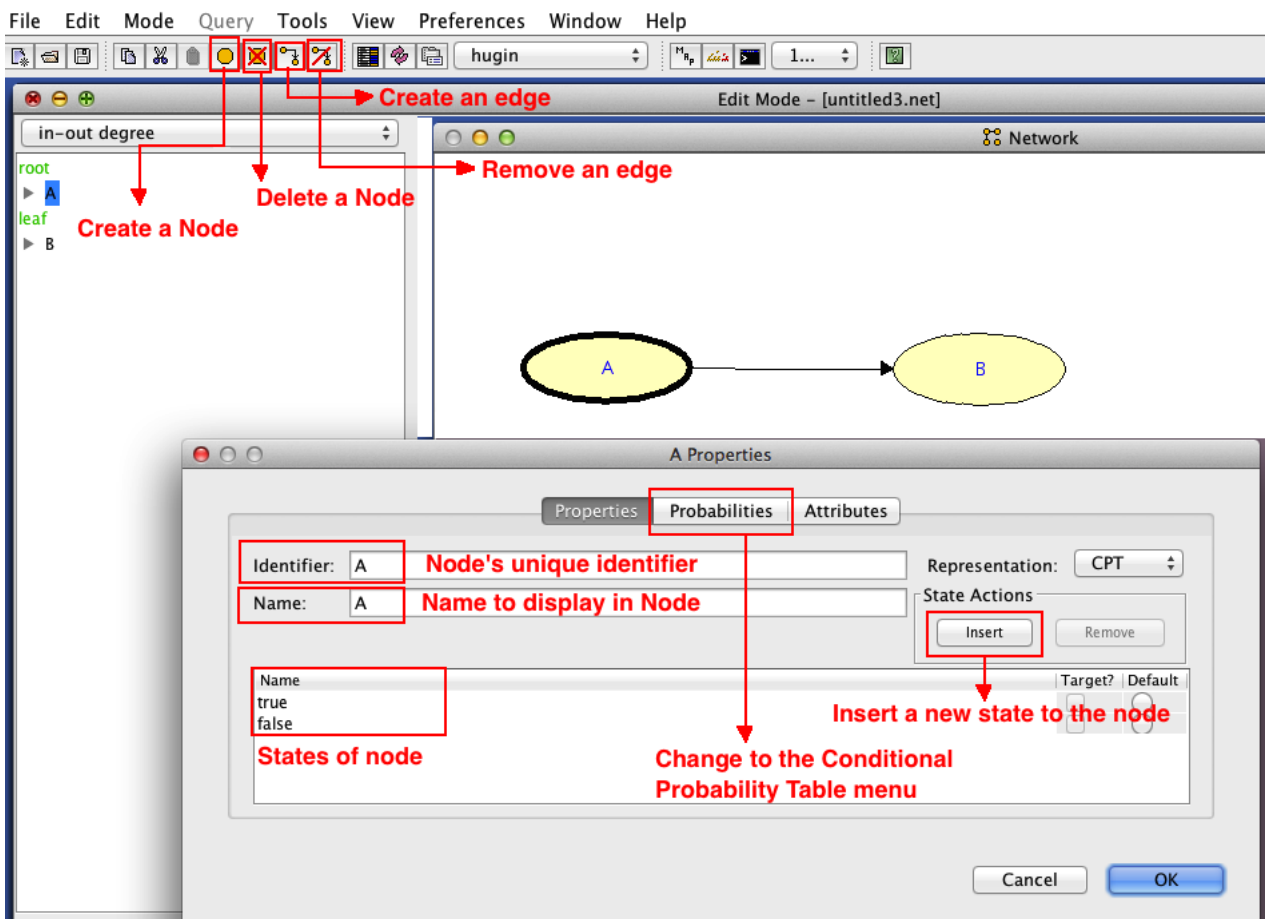 File Edit Mode Query Tools View Preferences Window Help
hugin 1...
Create an edge
Edit Mode - [untitled3.net]
in-out degree
Network
root
Remove an edge
A
Delete a Node
leaf
Create a Node
B
A
B
A Properties
Properties Probabilities Attributes
Identifier: A Node's unique identifier
Representation: CPT
Name: A Name to display in Node
State Actions
Insert Remove
Name Target? Default
true
false
Insert a new state to the node
States of node
Change to the Conditional
Probability Table menu
Cancel OK